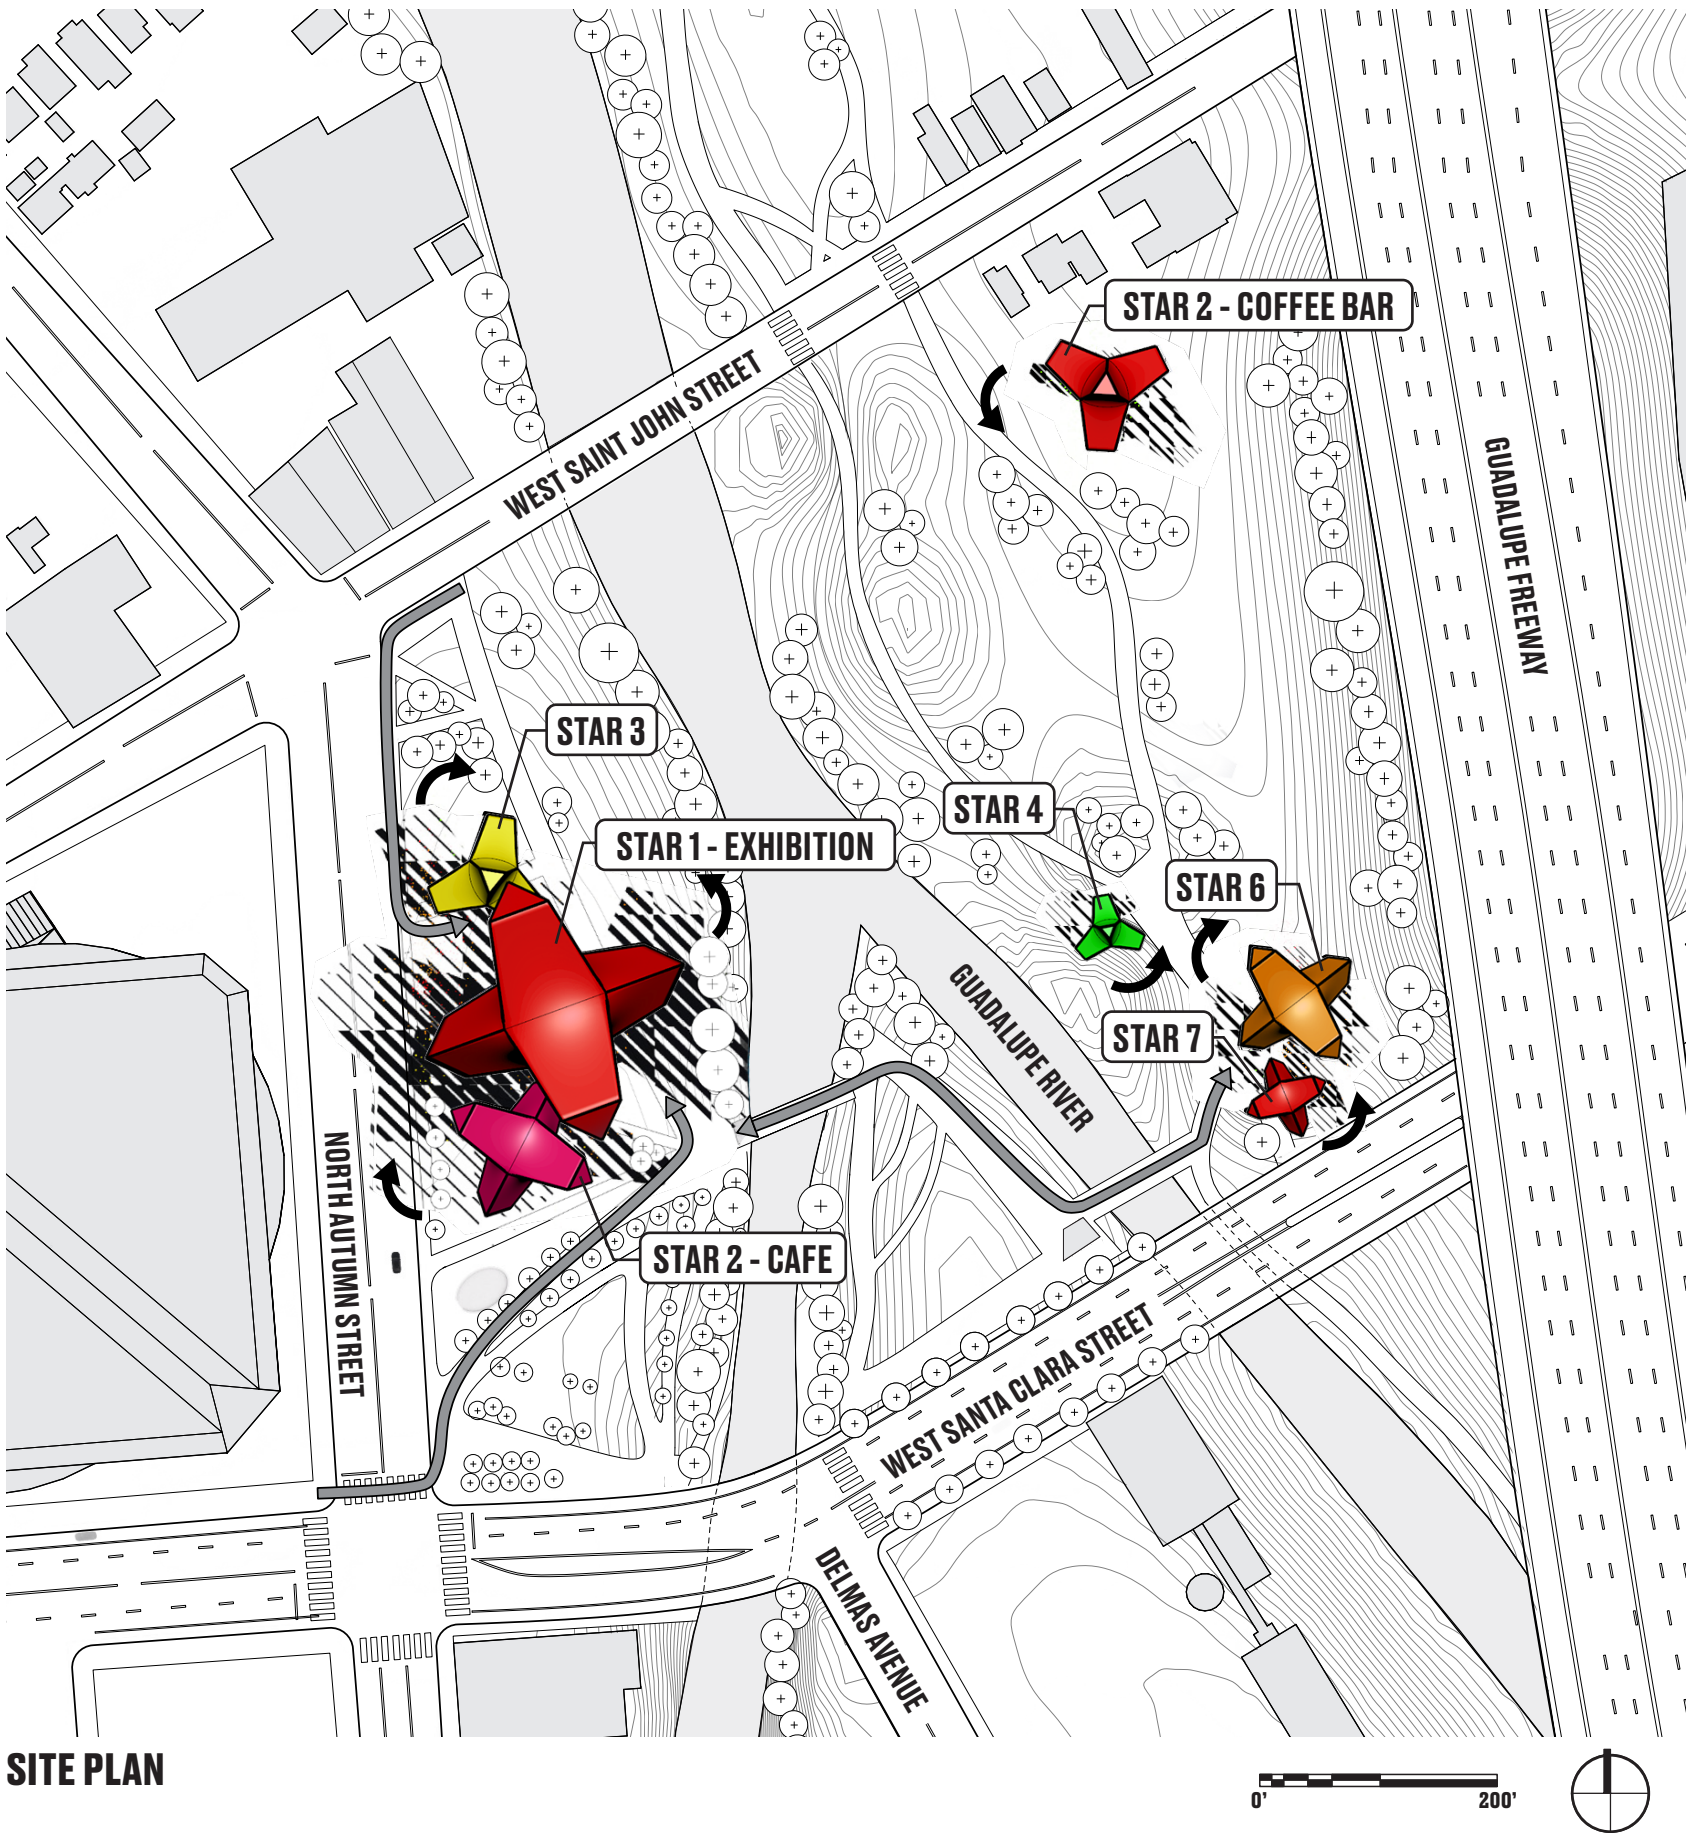 STAR 2 - COFFEE BAR
WEST SAINT JOHN STREET
GUADALUPE FREEWAY
STAR 3
STAR 1 - EXHIBITION
STAR 4
STAR 6
GUADALUPE RIVER
STAR 7
NORTH AUTUMN STREET
STAR 2 - CAFE
WEST SANTA CLARA STREET
DELMAS AVENUE
SITE PLAN
0' 200'